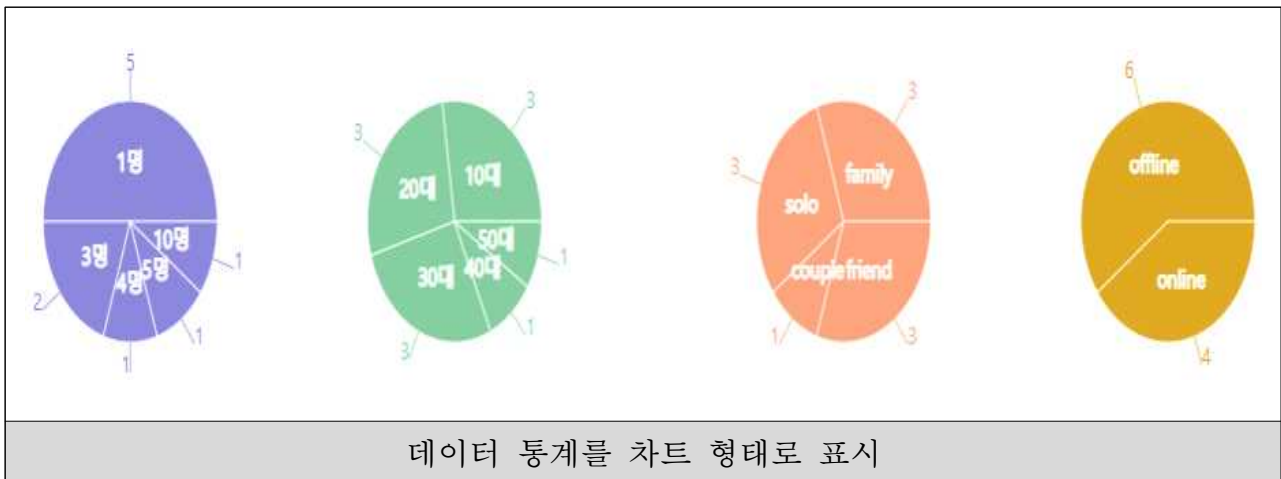 5
1명
10명
3명
5명
4명
1
2
1
1
3
3
20대
10대
50대
40대
30대
1
1
3
3
3
family
solo
couple
friend
1
3
6
offline
online
4
데이터 통계를 차트 형태로 표시